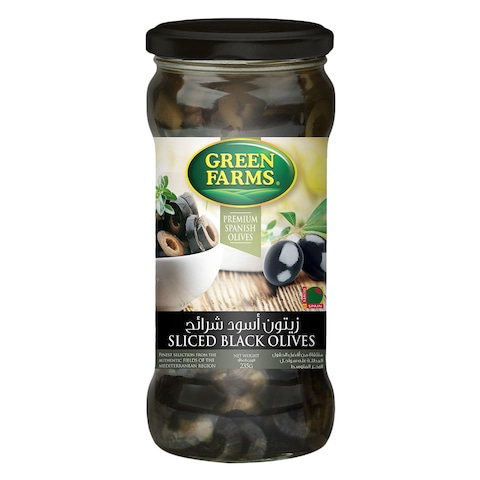 GREEN
FARMS®
PREMIUM
SPANISH
OLIVES
SPAIN
زيتون أسود شرائح
SLICED BLACK OLIVES
FINEST SELECTION FROM THE
AUTHENTIC FIELDS OF THE
MEDITERRANEAN REGION
NET WEIGHT
235G